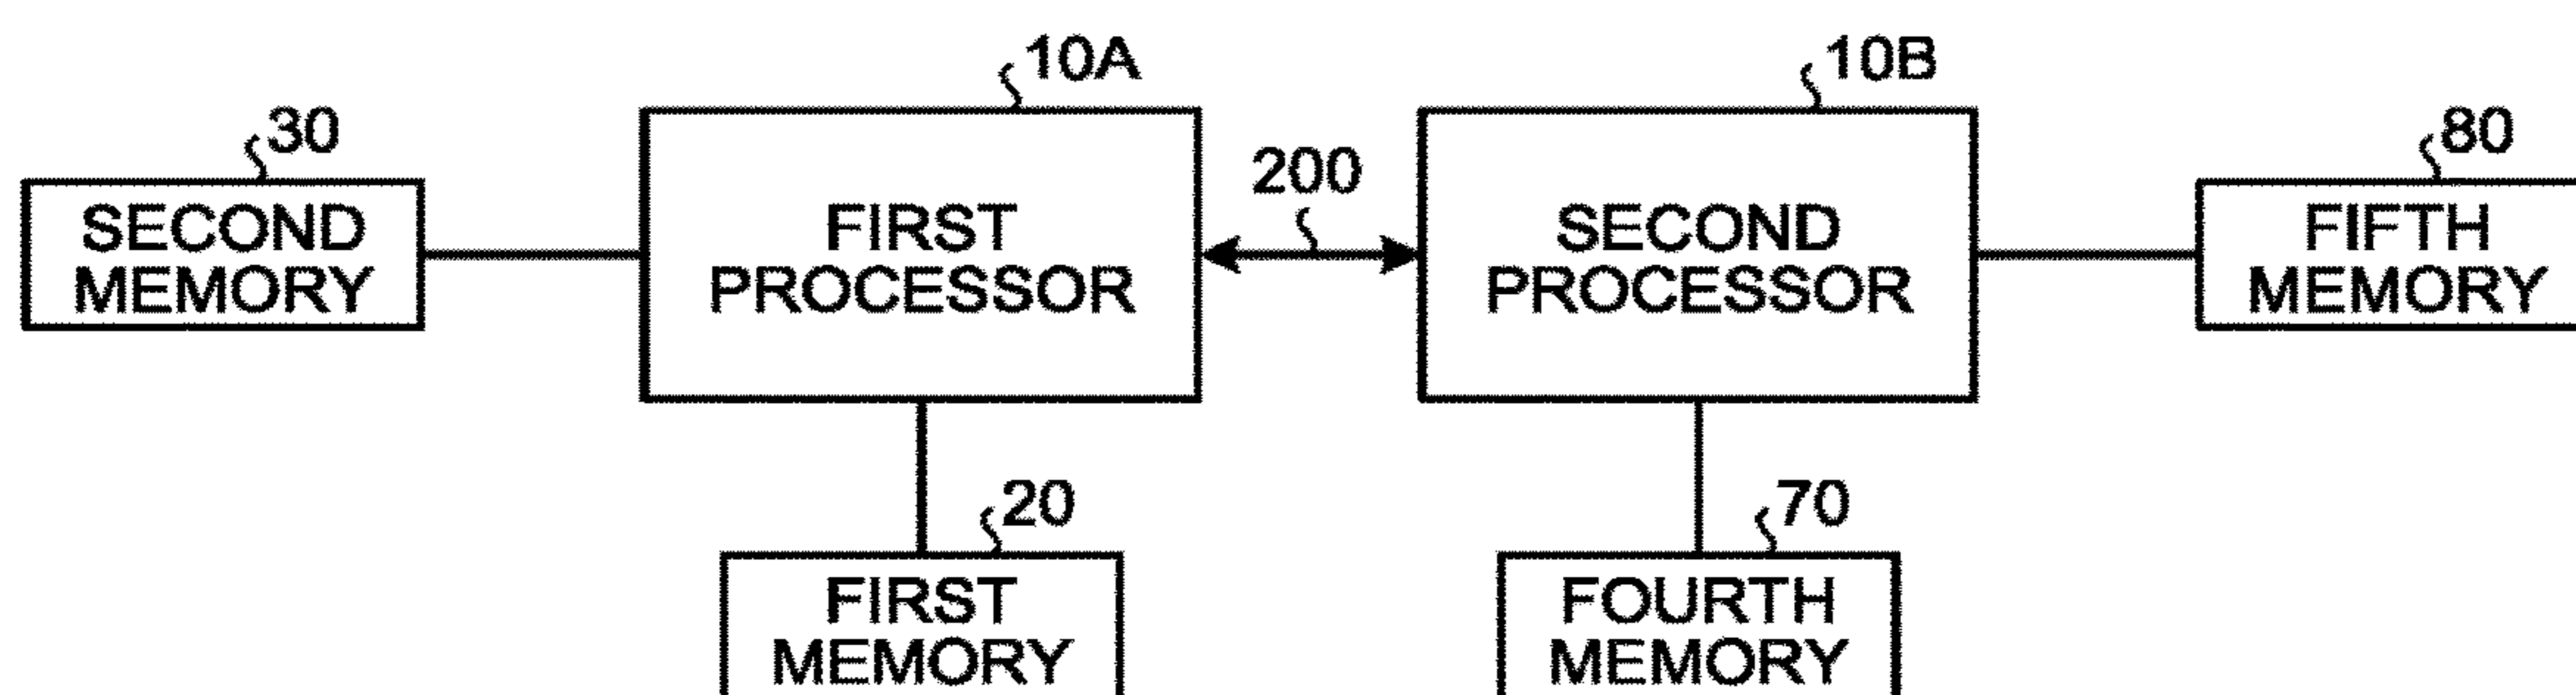 10A
10B
30
80
200
SECOND
MEMORY
FIRST
PROCESSOR
SECOND
PROCESSOR
FIFTH
MEMORY
20
70
FIRST
MEMORY
FOURTH
MEMORY